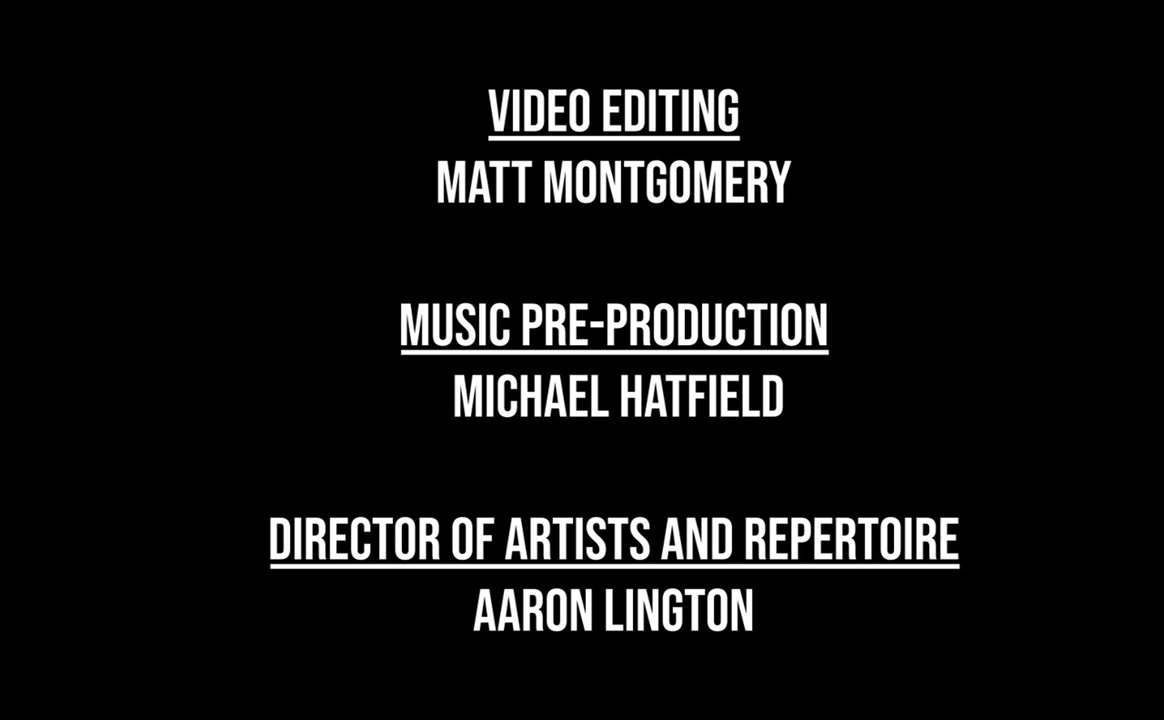 VIDEO EDITING
MATT MONTGOMERY
MUSIC PRE-PRODUCTION
MICHAEL HATFIELD
DIRECTOR OF ARTISTS AND REPERTOIRE
AARON LINGTON